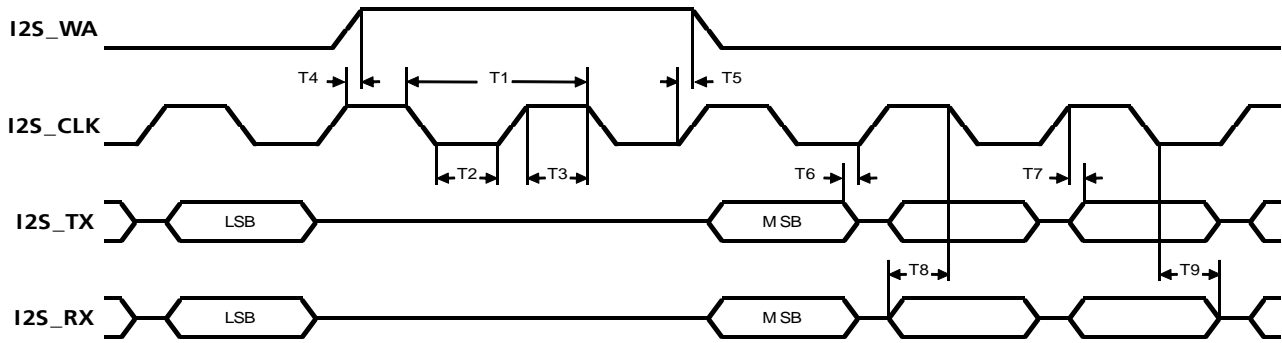 I2S_WA
T4
T1
T5
I2S_CLK
T2
T3
T6
T7
I2S_TX
LSB
MSB
T8
T9
I2S_RX
LSB
MSB